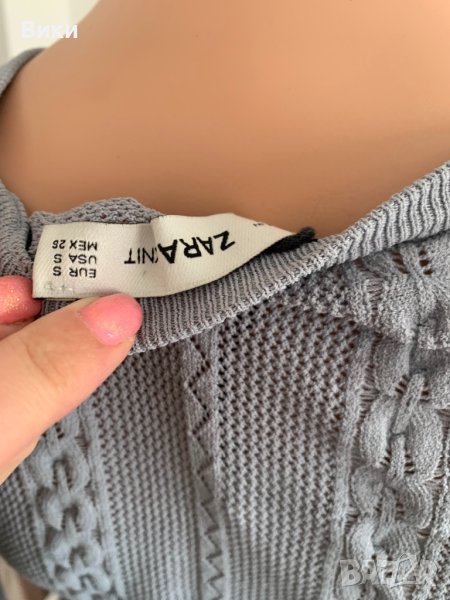 Вики
ZARA KNIT
EUR S
USA S
MEX 26